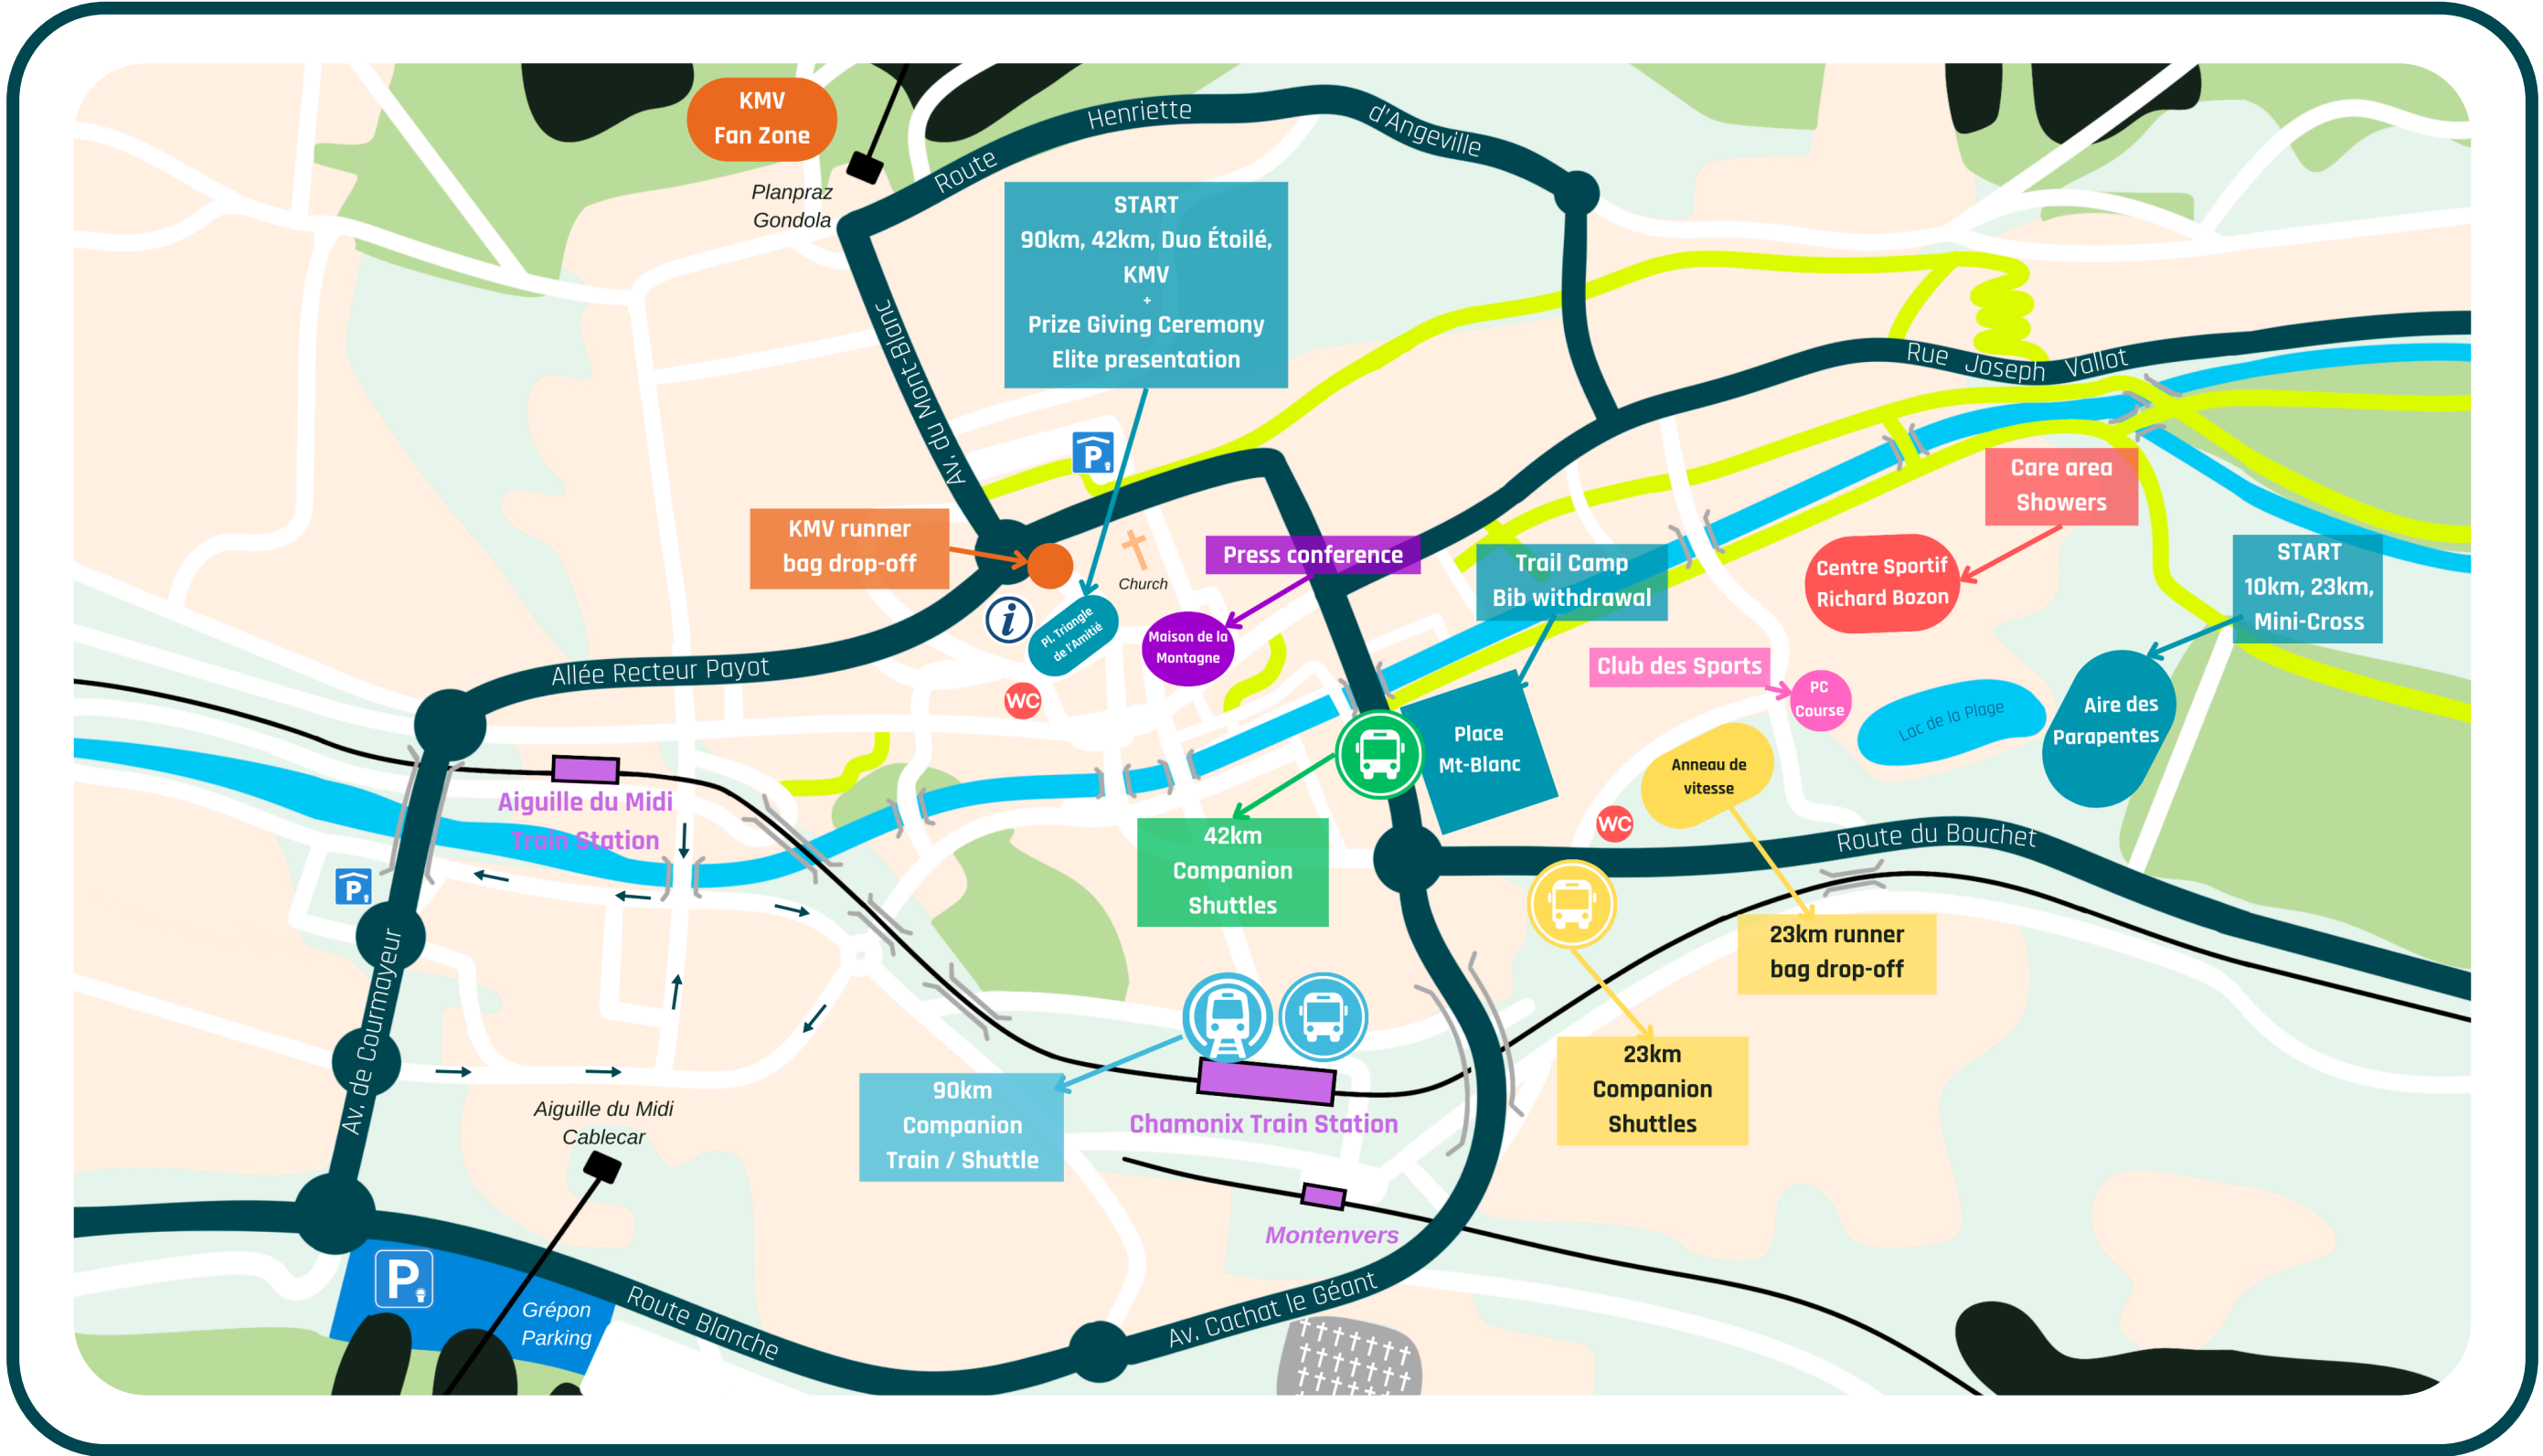 KMV
Fan Zone
Planpraz
Gondola
Route
Henriette
d'Angeville
START
90km, 42km, Duo Étoilé,
KMV
+
Prize Giving Ceremony
Elite presentation
Av. du Mont-Blanc
P
Rue Joseph Vallot
KMV runner
bag drop-off
Church
i
Pl. Triangle
de l'Amitié
Press conference
Maison de la
Montagne
Trail Camp
Bib withdrawal
Care area
Showers
Centre Sportif
Richard Bozon
START
10km, 23km,
Mini-Cross
Allée Recteur Payot
WC
Club des Sports
PC
Course
Lac de la Plage
Aire des
Parapentes
Place
Mt-Blanc
Anneau de
vitesse
Aiguille du Midi
Train Station
WC
Route du Bouchet
42km
Companion
Shuttles
P
23km runner
bag drop-off
Av. de Courmayeur
23km
Companion
Shuttles
90km
Companion
Train / Shuttle
Chamonix Train Station
Aiguille du Midi
Cablecar
Montenvers
P
Grépon
Parking
Route Blanche
Av. Cachat le Géant